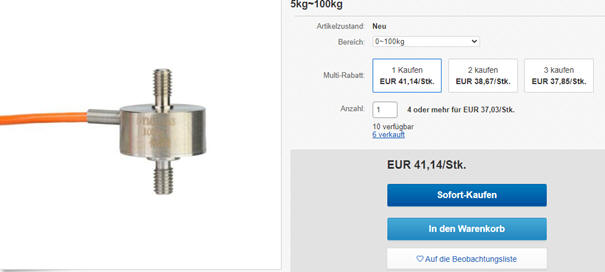 5kg~100kg
Artikelzustand: Neu
Bereich: 0~100kg
Multi-Rabatt:
1 Kaufen 2 kaufen 3 kaufen
EUR 41,14/Stk. EUR 38,67/Stk. EUR 37,85/Stk.
Anzahl: 1 4 oder mehr für EUR 37,03/Stk.
10 verfügbar
6 verkauft
EUR 41,14/Stk.
Sofort-Kaufen
In den Warenkorb
Auf die Beobachtungsliste